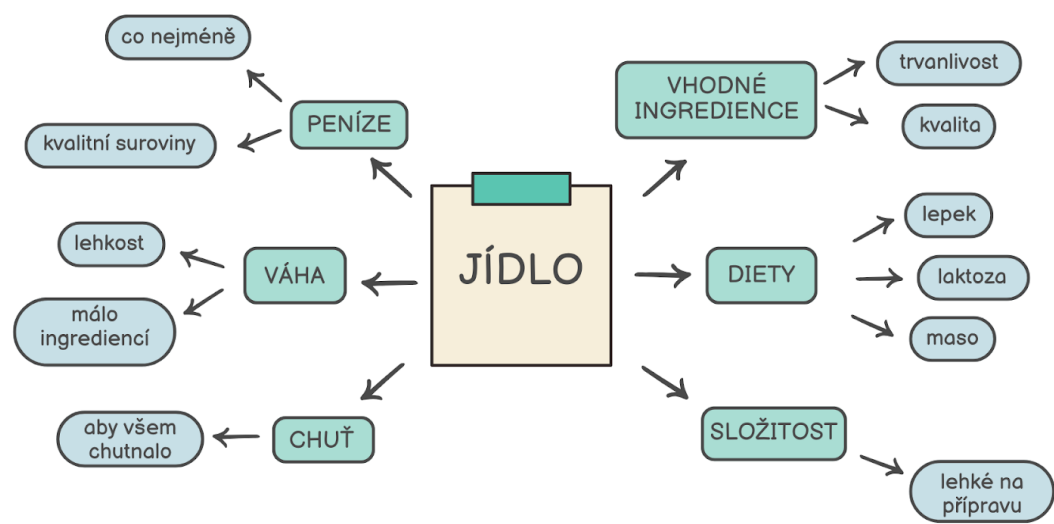 co nejméně
PENÍZE
kvalitní suroviny
lehkost
VÁHA
málo
ingrediencí
aby všem
chutnalo
CHUŤ
JÍDLO
VHODNÉ
INGREDIENCE
trvanlivost
kvalita
DIETY
lepek
laktoza
maso
SLOŽITOST
lehké na
přípravu